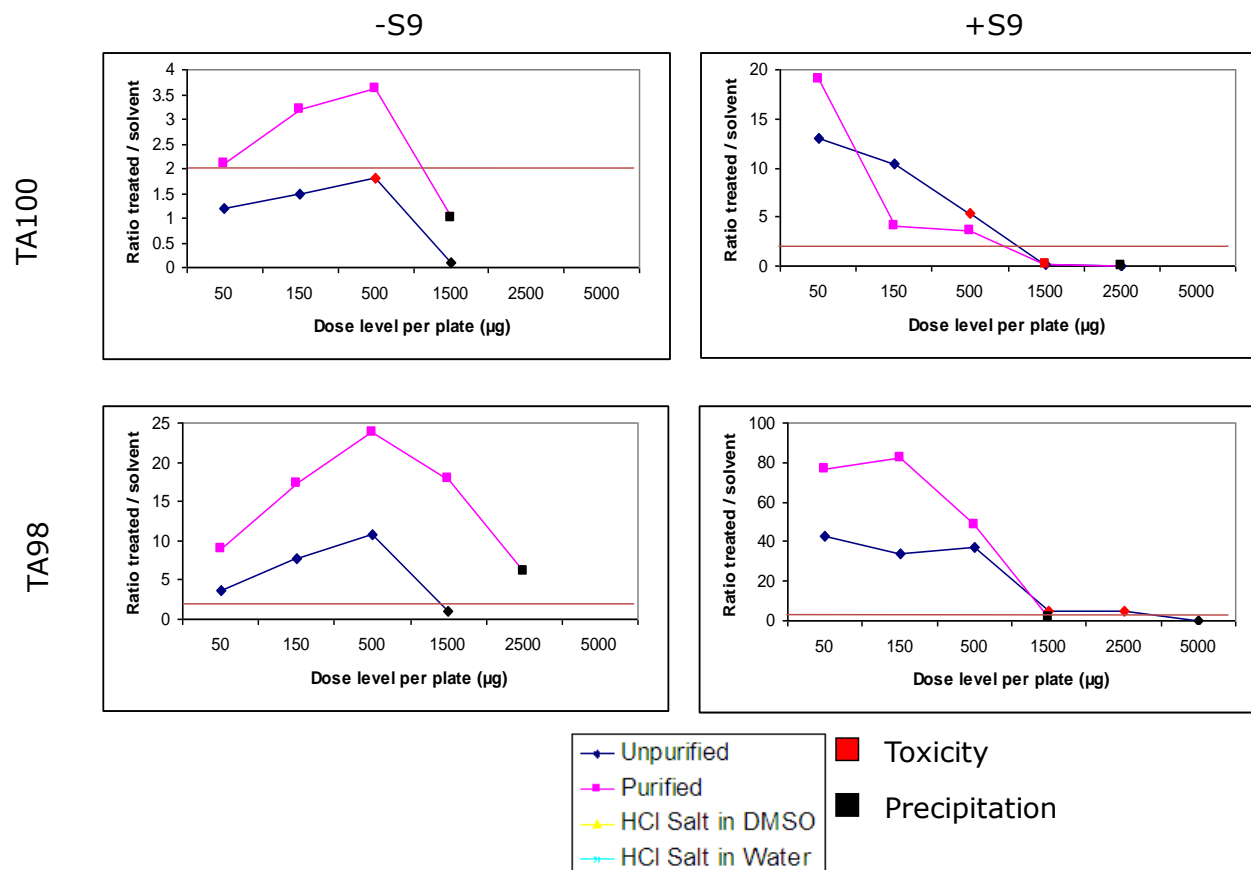 -S9
+S9
TA100
Ratio treated / solvent
4
3.5
3
2.5
2
1.5
1
0.5
0
50 150 500 1500 2500 5000
Dose level per plate (µg)
Ratio treated / solvent
20
15
10
5
0
50 150 500 1500 2500 5000
Dose level per plate (µg)
TA98
Ratio treated / solvent
25
20
15
10
5
0
50 150 500 1500 2500 5000
Dose level per plate (µg)
Ratio treated / solvent
100
80
60
40
20
0
50 150 500 1500 2500 5000
Dose level per plate (µg)
Unpurified
Purified
HCl Salt in DMSO
HCl Salt in Water
Toxicity
Precipitation